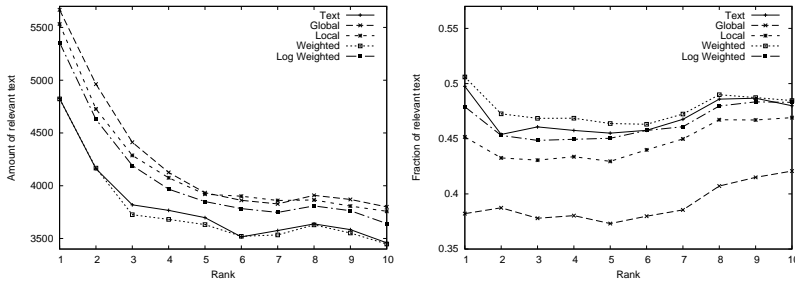 Amount of relevant text
5500
5000
4500
4000
3500
1 2 3 4 5 6 7 8 9 10
Rank
Text
Global
Local
Weighted
Log Weighted
Fraction of relevant text
0.55
0.5
0.45
0.4
0.35
1 2 3 4 5 6 7 8 9 10
Rank
Text
Global
Local
Weighted
Log Weighted